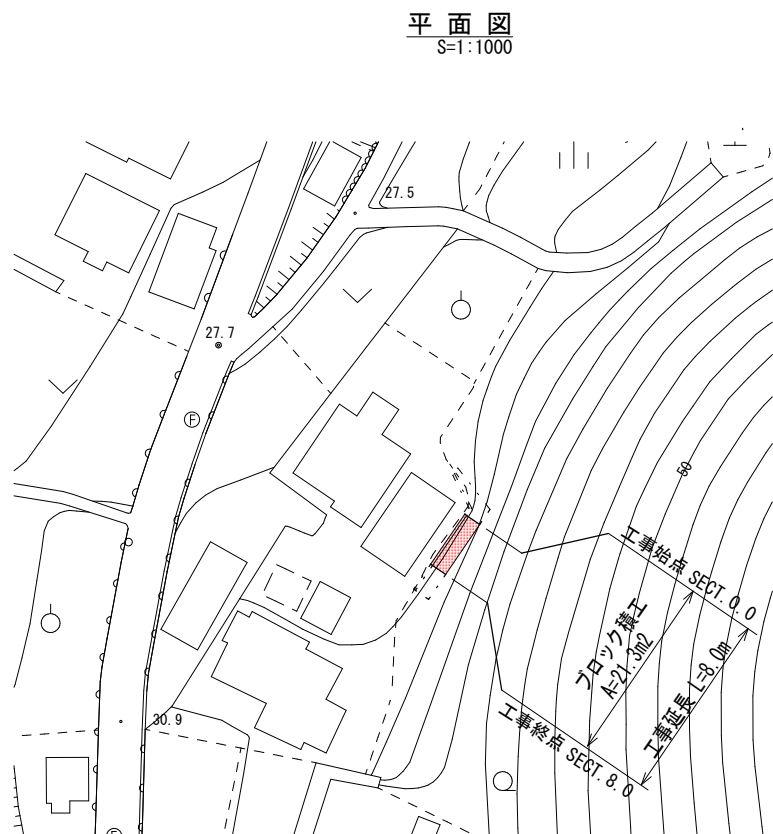 平面図
S=1:1000
27.5
27.7
F
50
工事始点 SECT.0.0
ブロック積工
A=21.3m2
工事延長 L=8.0m
工事終点 SECT.8.0
30.9
F